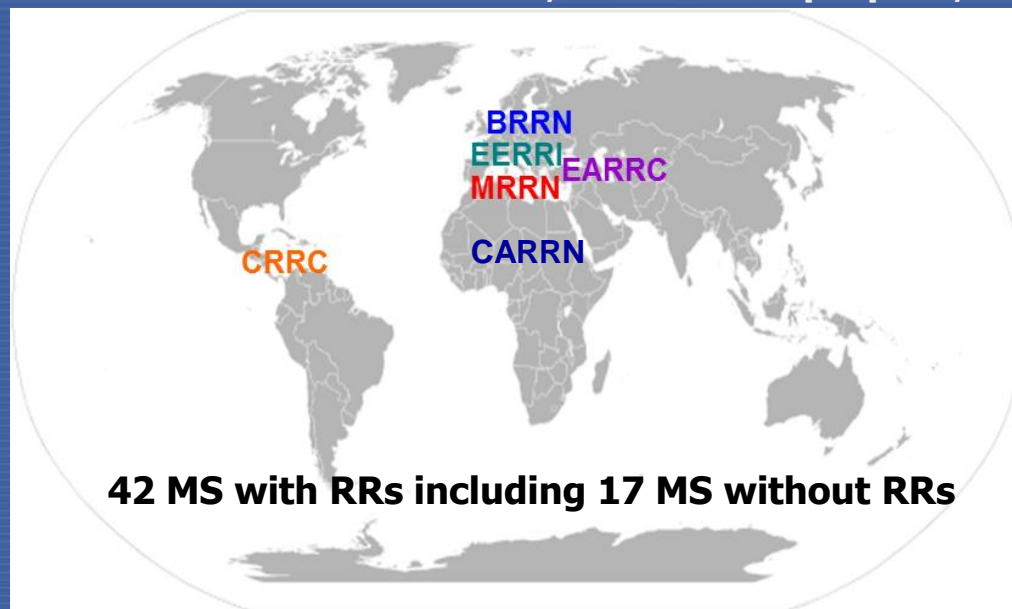 BRRN
EERRI
EARRC
MRRN
CARRN
CRRC
42 MS with RRs including 17 MS without RRs